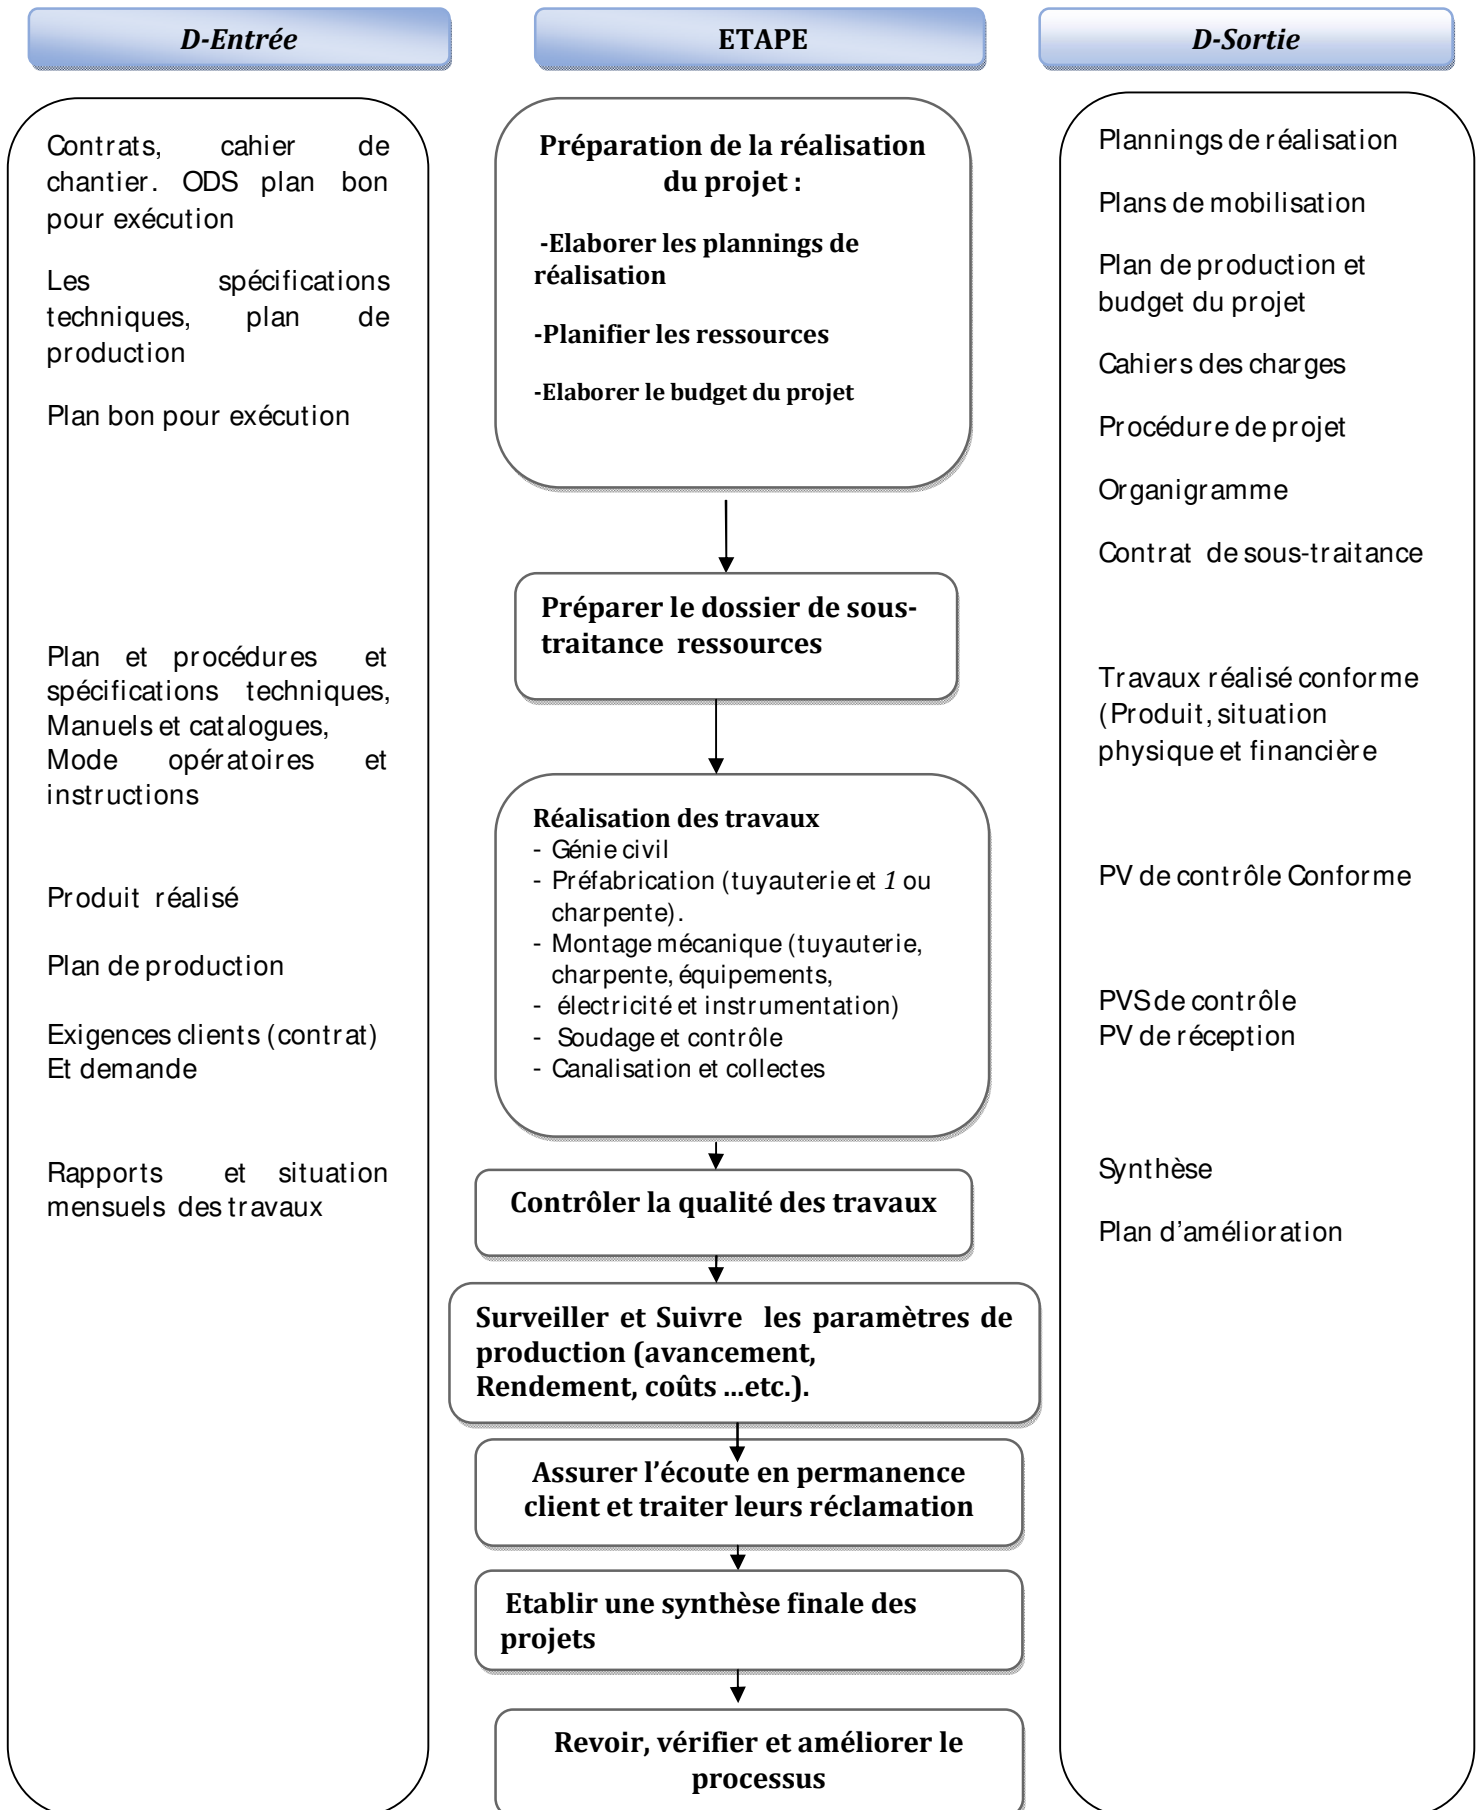 D-Entrée
Contrats, cahier de
chantier. ODS plan bon
pour exécution
Les spécifications
techniques, plan de
production
Plan bon pour exécution
Plan et procédures et
spécifications techniques,
Manuels et catalogues,
Mode opératoires et
instructions
Produit réalisé
Plan de production
Exigences clients (contrat)
Et demande
Rapports et situation
mensuels des travaux
ETAPE
Préparation de la réalisation
du projet :
-Elaborer les plannings de
réalisation
-Planifier les ressources
-Elaborer le budget du projet
Préparer le dossier de sous-
traitance ressources
Réalisation des travaux
- Génie civil
- Préfabrication (tuyauterie et 1 ou
charpente).
- Montage mécanique (tuyauterie,
charpente, équipements,
- électricité et instrumentation)
- Soudage et contrôle
- Canalisation et collectes
Contrôler la qualité des travaux
Surveiller et Suivre les paramètres de
production (avancement,
Rendement, coûts ...etc.).
Assurer l'écoute en permanence
client et traiter leurs réclamation
Etablir une synthèse finale des
projets
Revoir, vérifier et améliorer le
processus
D-Sortie
Plannings de réalisation
Plans de mobilisation
Plan de production et
budget du projet
Cahiers des charges
Procédure de projet
Organigramme
Contrat de sous-traitance
Travaux réalisé conforme
(Produit, situation
physique et financière
PV de contrôle Conforme
PVS de contrôle
PV de réception
Synthèse
Plan d'amélioration